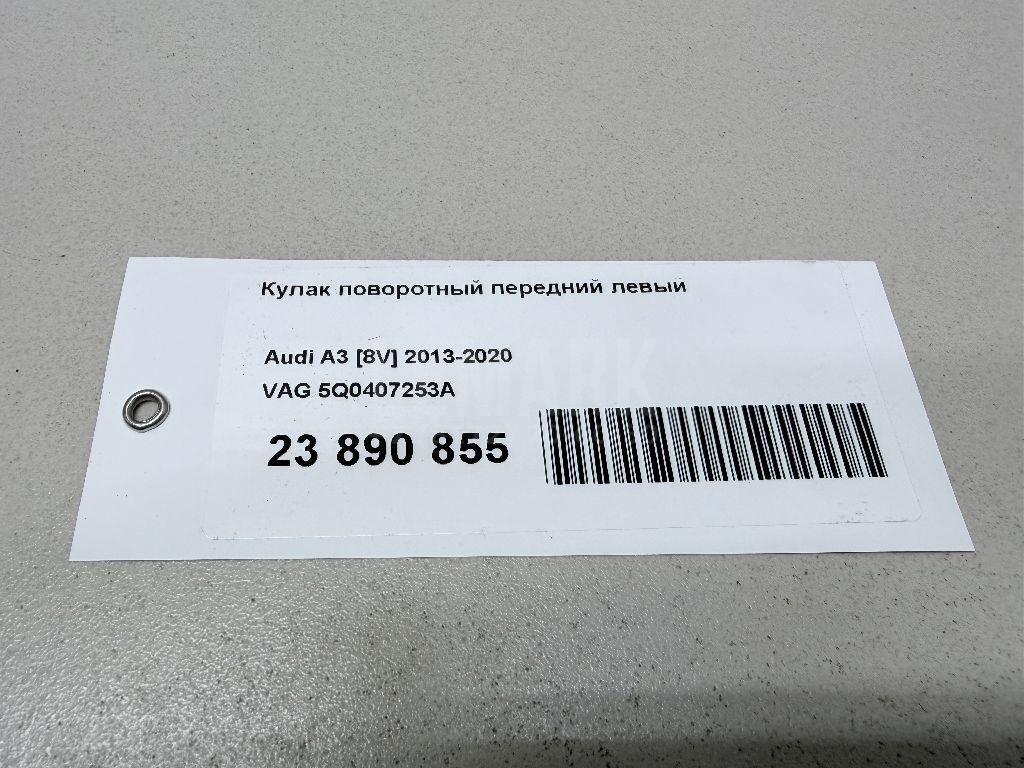 Кулак поворотный передний левый
Audi A3 [8V] 2013-2020
VAG 5Q0407253A
23 890 855